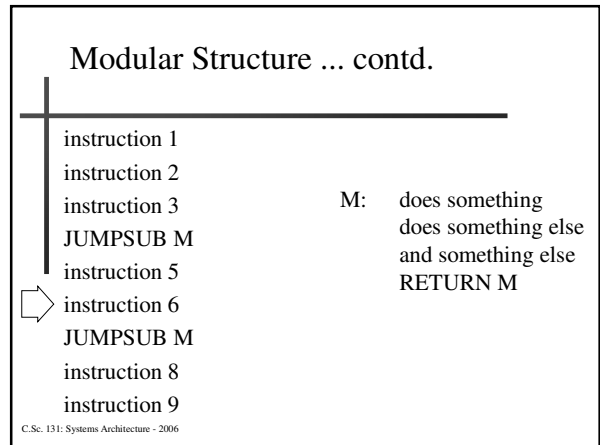 Modular Structure ... contd.
instruction 1
instruction 2
instruction 3
JUMPSUB M
instruction 5
instruction 6
JUMPSUB M
instruction 8
instruction 9
M: does something
does something else
and something else
RETURN M
C.Sc. 131: Systems Architecture - 2006